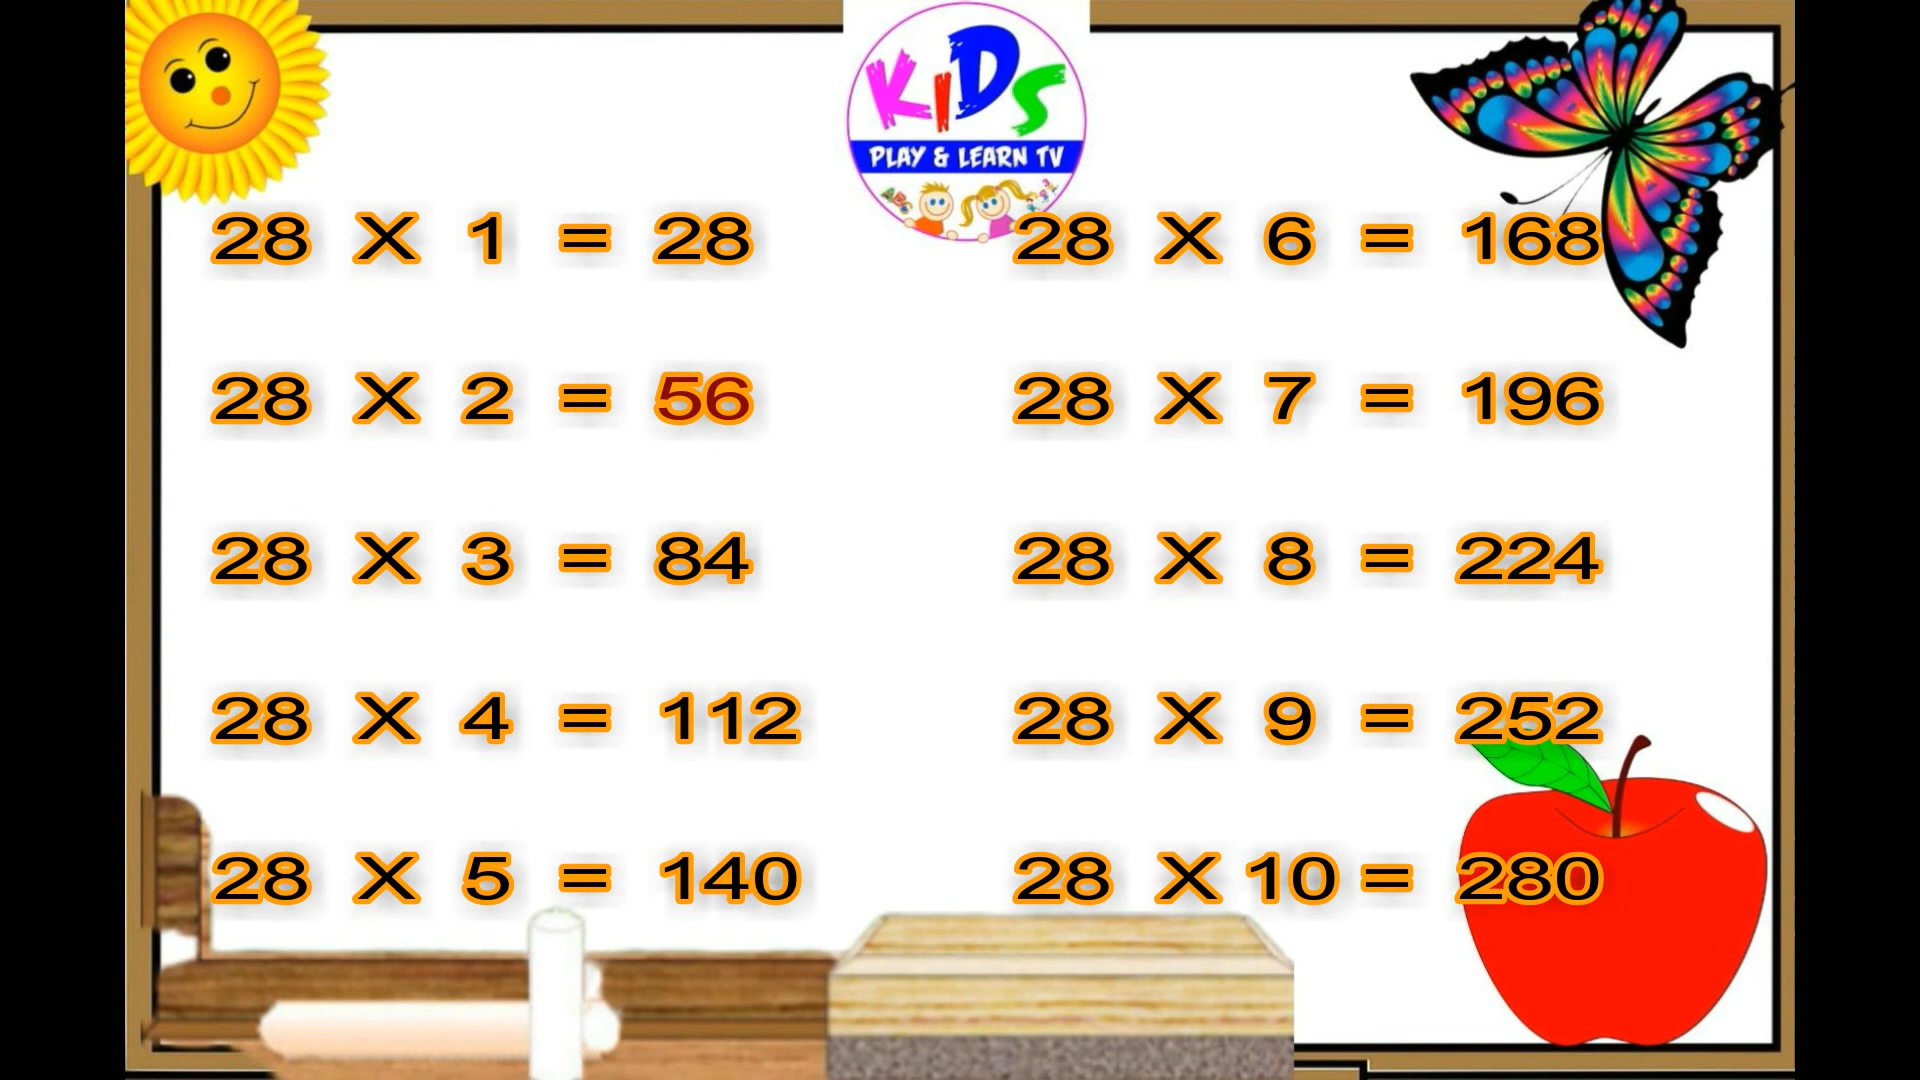 KiDS
PLAY & LEARN TV
ABC
28 X 1 = 28
28 X 2 = 56
28 X 3 = 84
28 X 4 = 112
28 X 5 = 140
28 X 6 = 168
28 X 7 = 196
28 X 8 = 224
28 X 9 = 252
28 X 10 = 280